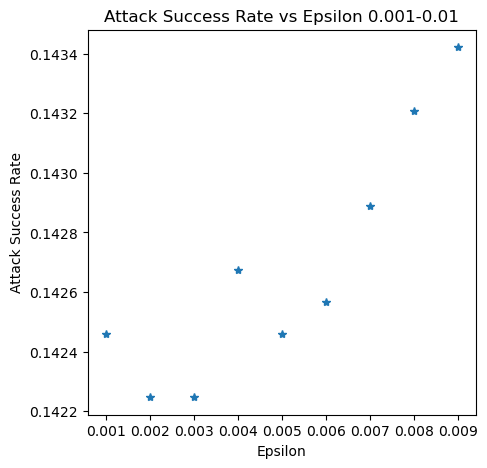 Attack Success Rate vs Epsilon 0.001-0.01
Attack Success Rate
0.1434
0.1432
0.1430
0.1428
0.1426
0.1424
0.1422
0.001 0.002 0.003 0.004 0.005 0.006 0.007 0.008 0.009
Epsilon